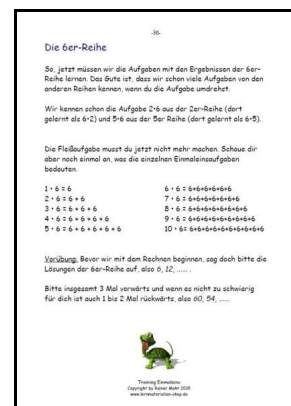 -30-
Die 6er-Reihe
So, jetzt müssen wir die Aufgaben mit den Ergebnissen der 6er-
Reihe lernen. Das Gute ist, dass wir schon viele Aufgaben von den
anderen Reihen kennen, wenn du die Aufgabe umdrehst.
Wir kennen schon die Aufgabe 2·6 aus der 2er-Reihe (dort
gelernt als 6·2) und 5·6 aus der 5er Reihe (dort gelernt als 6·5).
Die Fleißaufgabe musst du jetzt nicht mehr machen. Schaue dir
aber noch einmal an, was die einzelnen Einmaleinsaufgaben
bedeuten.
1 · 6 = 6
2 · 6 = 6 + 6
3 · 6 = 6 + 6 + 6
4 · 6 = 6 + 6 + 6 + 6
5 · 6 = 6 + 6 + 6 + 6 + 6
6 · 6 = 6+6+6+6+6+6
7 · 6 = 6+6+6+6+6+6+6
8 · 6 = 6+6+6+6+6+6+6+6
9 · 6 = 6+6+6+6+6+6+6+6+6
10 · 6= 6+6+6+6+6+6+6+6+6+6
Vorübung: Bevor wir mit dem Rechnen beginnen, sag doch bitte die
Lösungen der 6er-Reihe auf, also 6, 12, ...... .
Bitte insgesamt 3 Mal vorwärts und wenn es nicht zu schwierig
für dich ist auch 1 bis 2 Mal rückwärts, also 60, 54, ......
Training Einmaleins
Copyright by Rainer Mohr 2015
www.lernmaterialien-shop.de